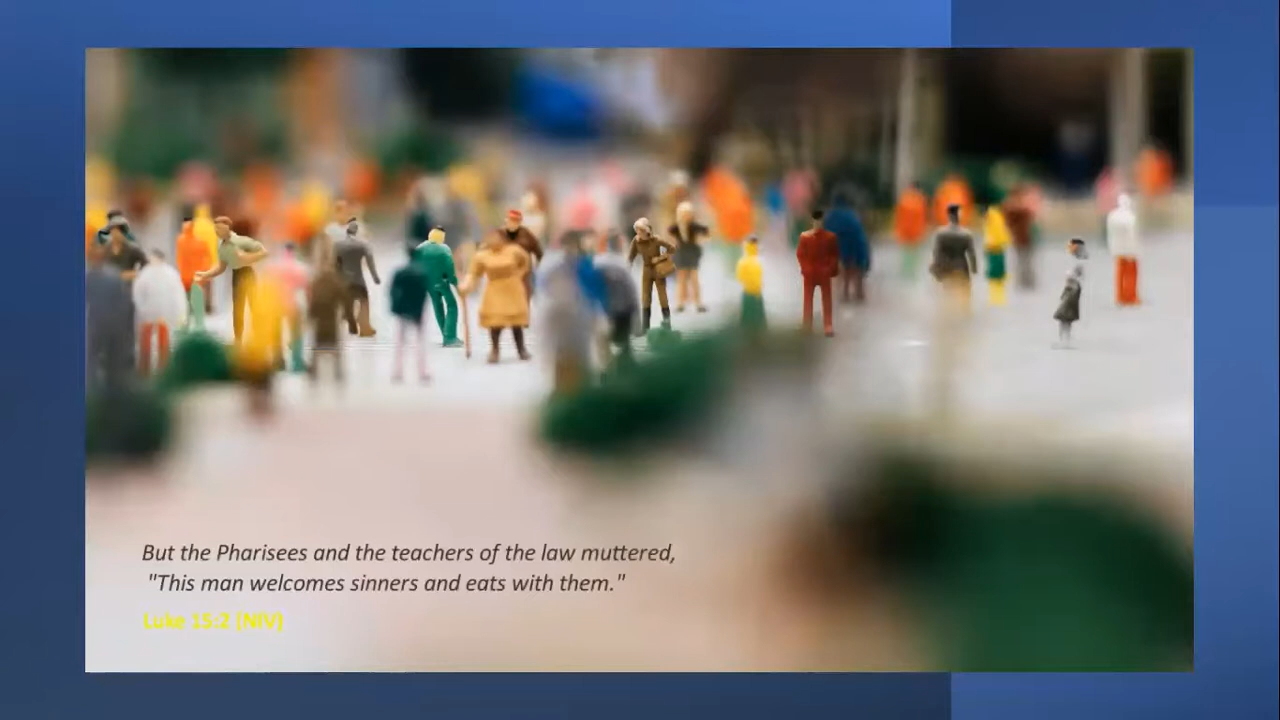 But the Pharisees and the teachers of the law muttered,
"This man welcomes sinners and eats with them."
Luke 15:2 (NIV)